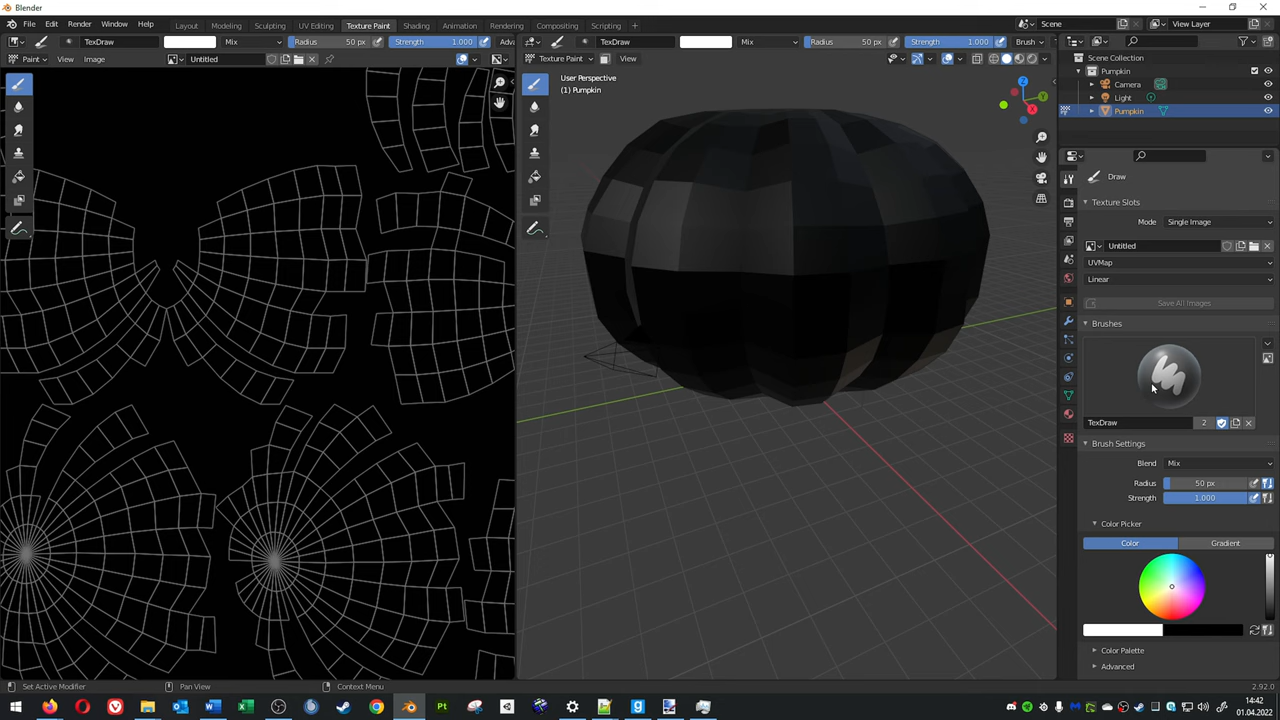 Blender
File Edit Render Window Help Layout Modeling Sculpting UV Editing Texture Paint Shading Animation Rendering Compositing Scripting + Scene View Layer
TexDraw Mix Radius 50 px Strength 1.000 Adva TexDraw Mix Radius 50 px Strength 1.000 Brush
Paint View Image Untitled Texture Paint View
User Perspective
(1) Pumpkin
Z
Y
X
Scene Collection
Pumpkin
Camera
Light
Pumpkin
Draw
Texture Slots
Mode Single Image
Untitled
UVMap
Linear
Save All Images
Brushes
TexDraw 2
Brush Settings
Blend Mix
Radius 50 px
Strength 1.000
Color Picker
Color Gradient
Color Palette
Advanced
Set Active Modifier Pan View Context Menu 2.92.0
Pt
14:42
01.04.2022